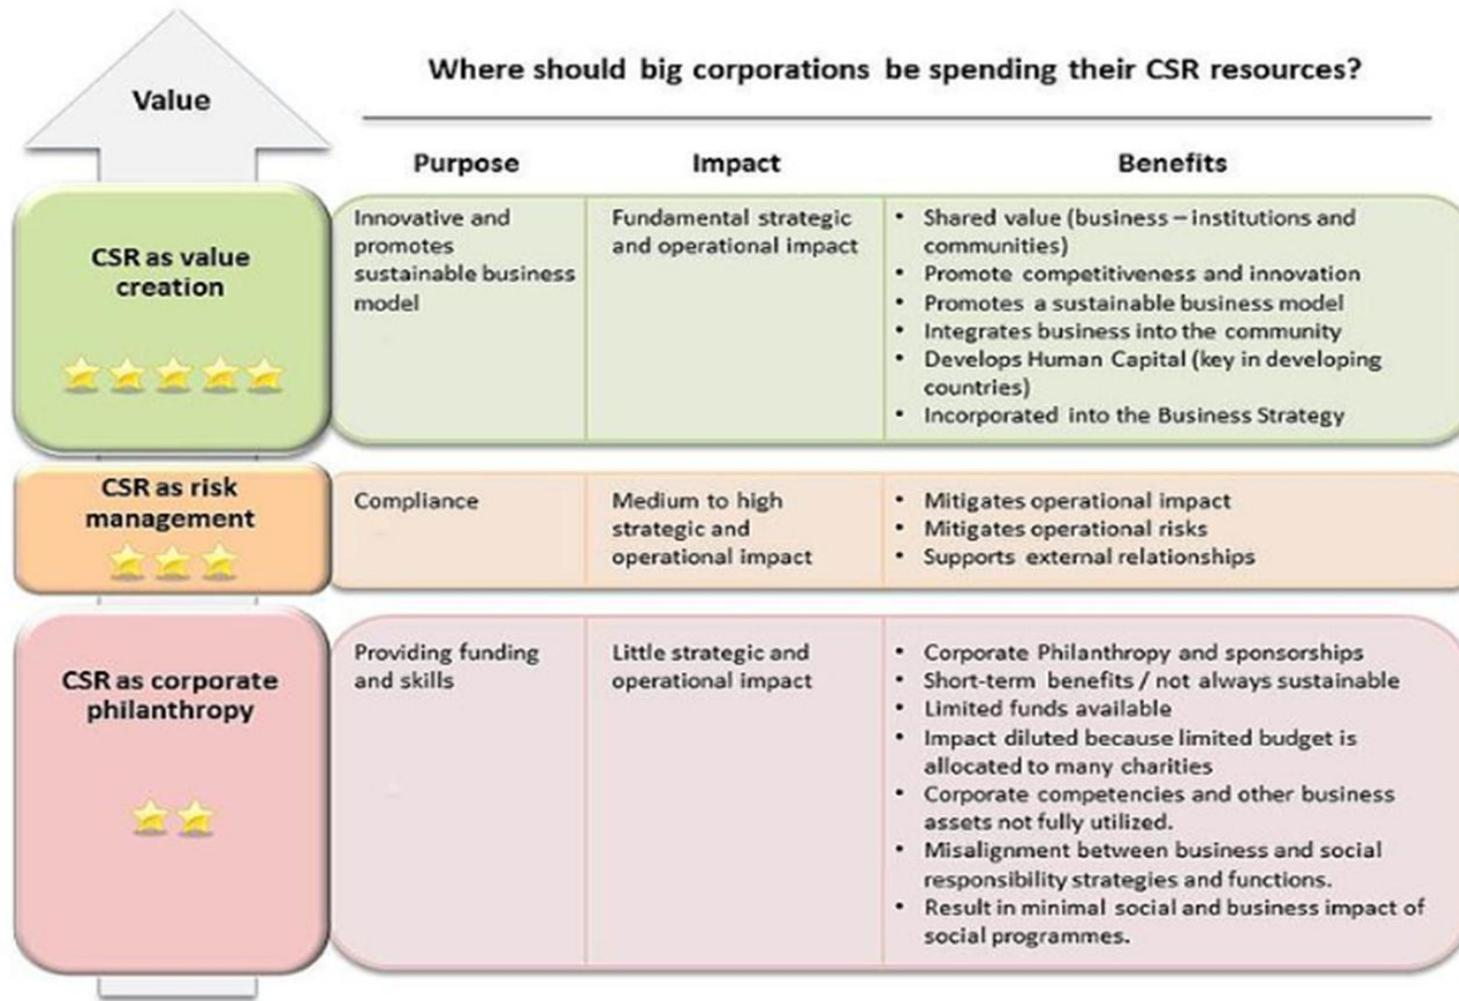 Value
Where should big corporations be spending their CSR resources?
Purpose
Impact
Benefits
CSR as value
creation
Innovative and
promotes
sustainable business
model
Fundamental strategic
and operational impact
• Shared value (business – institutions and
communities)
• Promote competitiveness and innovation
• Promotes a sustainable business model
• Integrates business into the community
• Develops Human Capital (key in developing
countries)
• Incorporated into the Business Strategy
CSR as risk
management
Compliance
Medium to high
strategic and
operational impact
• Mitigates operational impact
• Mitigates operational risks
• Supports external relationships
CSR as corporate
philanthropy
Providing funding
and skills
Little strategic and
operational impact
• Corporate Philanthropy and sponsorships
• Short-term benefits / not always sustainable
• Limited funds available
• Impact diluted because limited budget is
allocated to many charities
• Corporate competencies and other business
assets not fully utilized.
• Misalignment between business and social
responsibility strategies and functions.
• Result in minimal social and business impact of
social programmes.